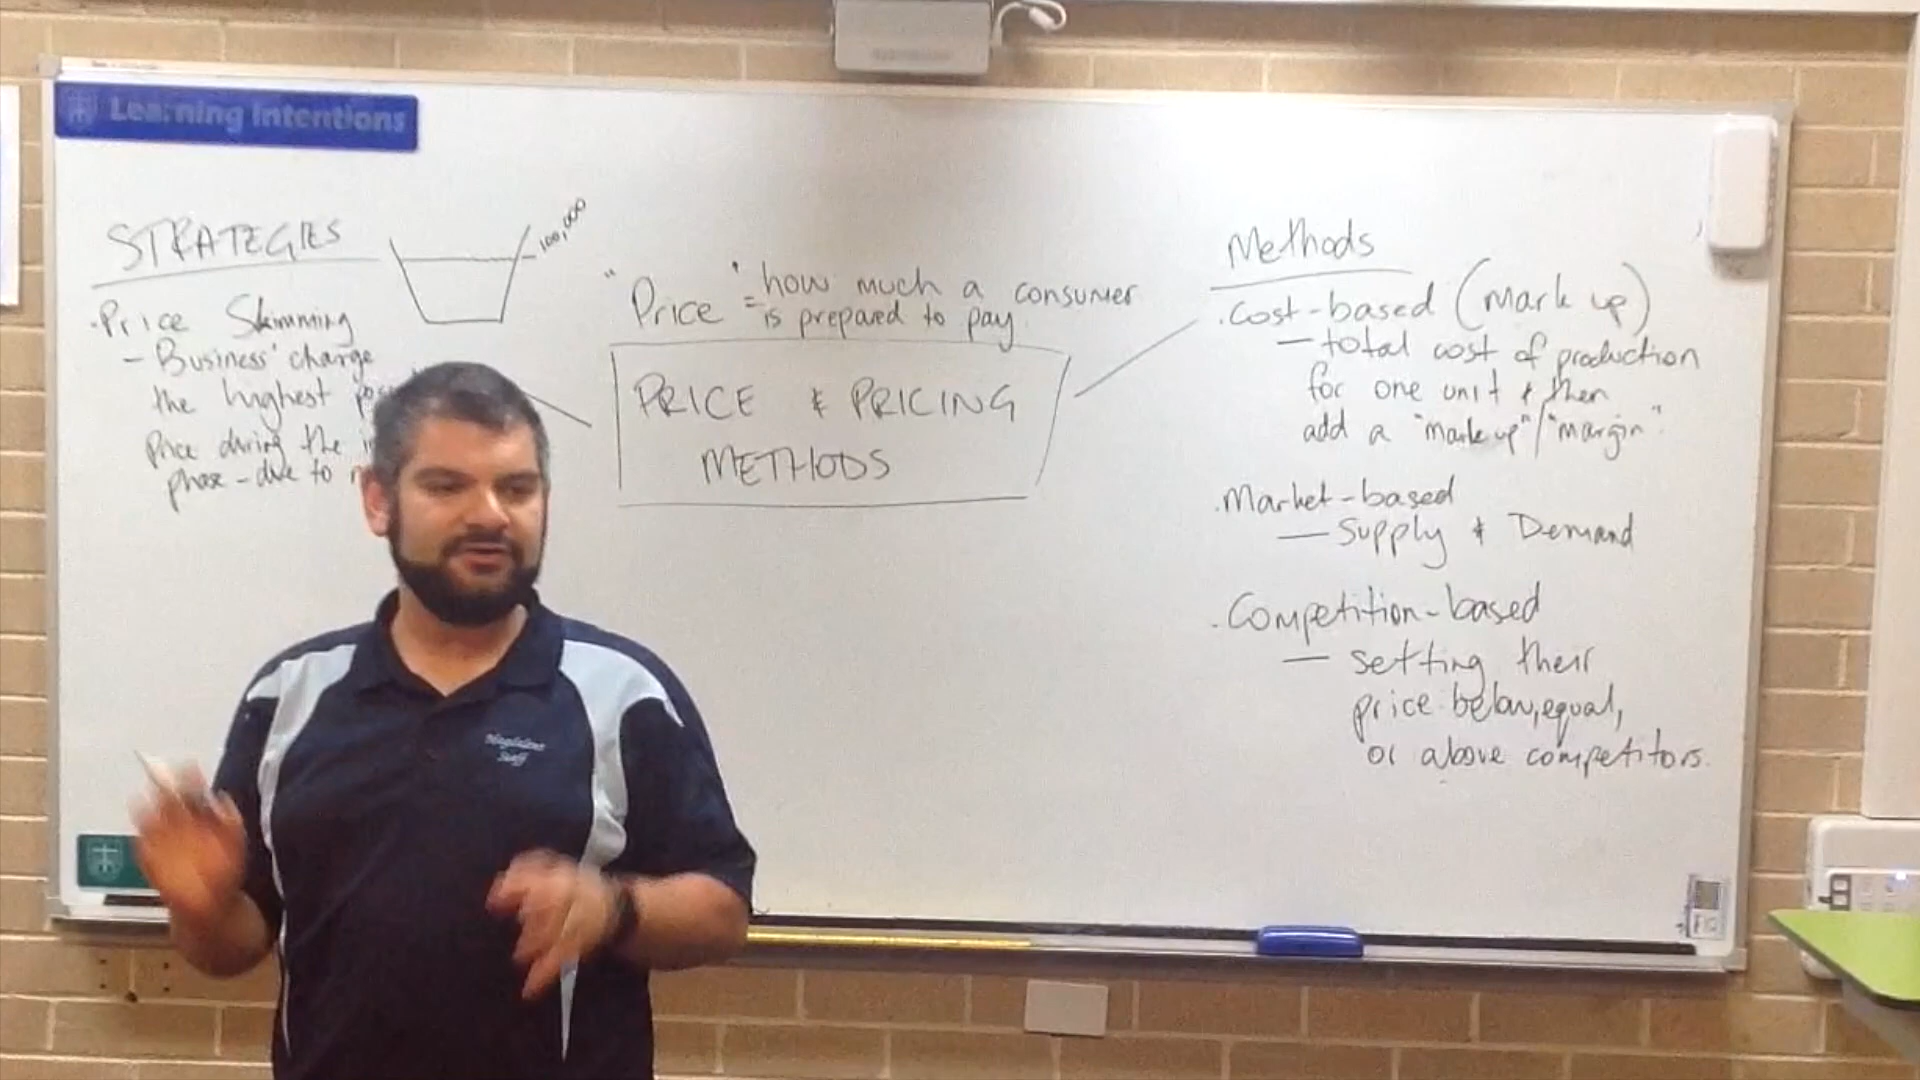 Learning Intentions
STRATEGIES
100,000
· Price Skimming
- Business' charge
the highest
price during the
phase - due to
"Price" = how much a consumer
is prepared to pay.
PRICE & PRICING
METHODS
Methods
· Cost-based (Mark up)
- total cost of production
for one unit & then
add a "mark up"/"margin".
· Market-based
- Supply & Demand
· Competition-based
- setting their
price below, equal,
or above competitors.
Magdalene
Staff